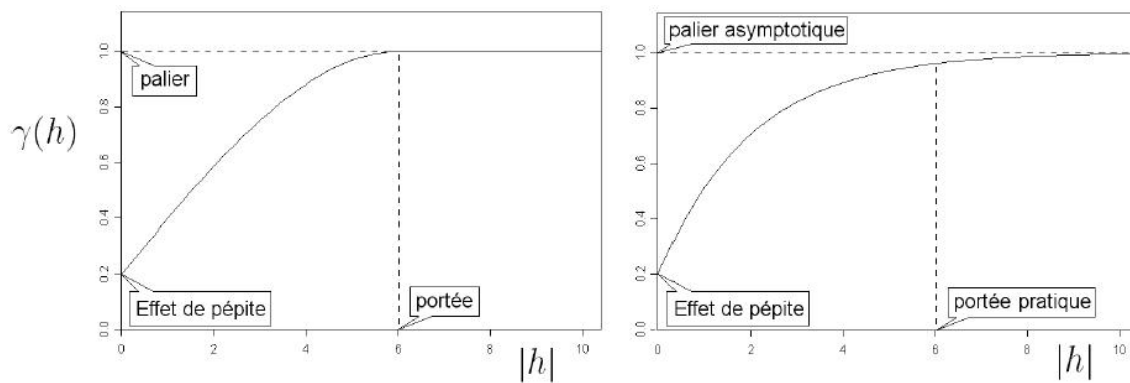 γ(h)
1.0
0.8
0.6
0.4
0.2
0.0
palier
Effet de pépite
portée
0 2 4 6 8 10
|h|
1.0
0.8
0.6
0.4
0.2
0.0
palier asymptotique
Effet de pépite
portée pratique
0 2 4 6 8 10
|h|